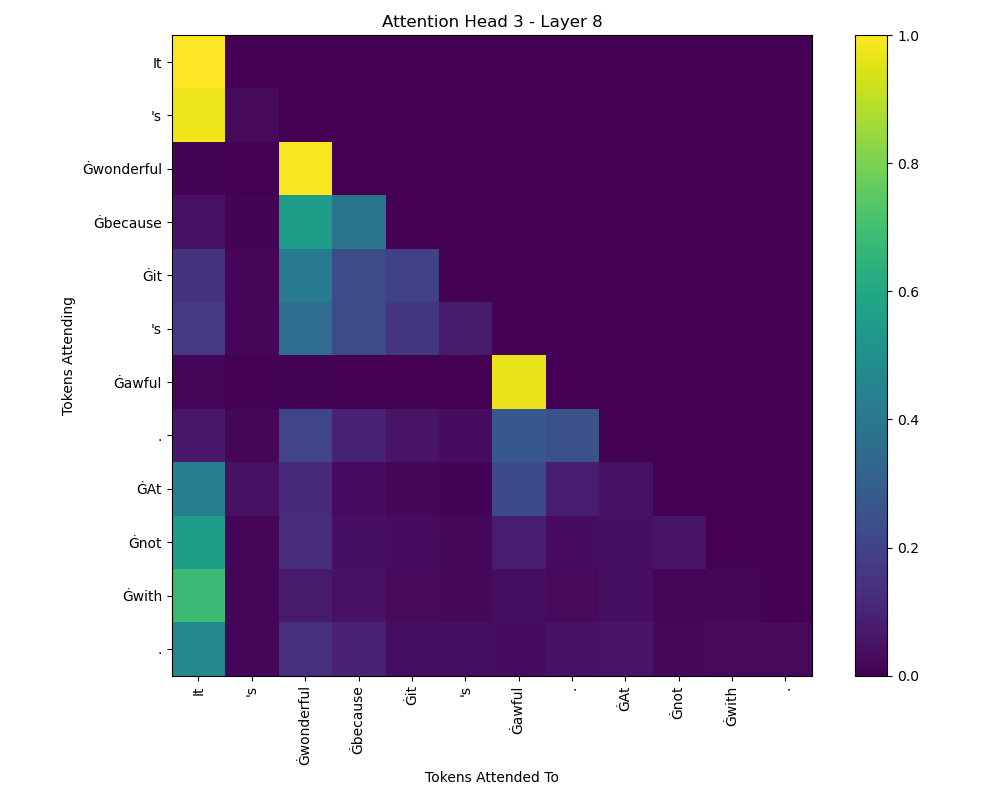 Attention Head 3 - Layer 8
It
's
Ġwonderful
Ġbecause
Ġit
's
Ġawful
.
ĠAt
Ġnot
Ġwith
.
Tokens Attending
It
's
Ġwonderful
Ġbecause
Ġit
's
Ġawful
.
ĠAt
Ġnot
Ġwith
.
Tokens Attended To
1.0
0.8
0.6
0.4
0.2
0.0